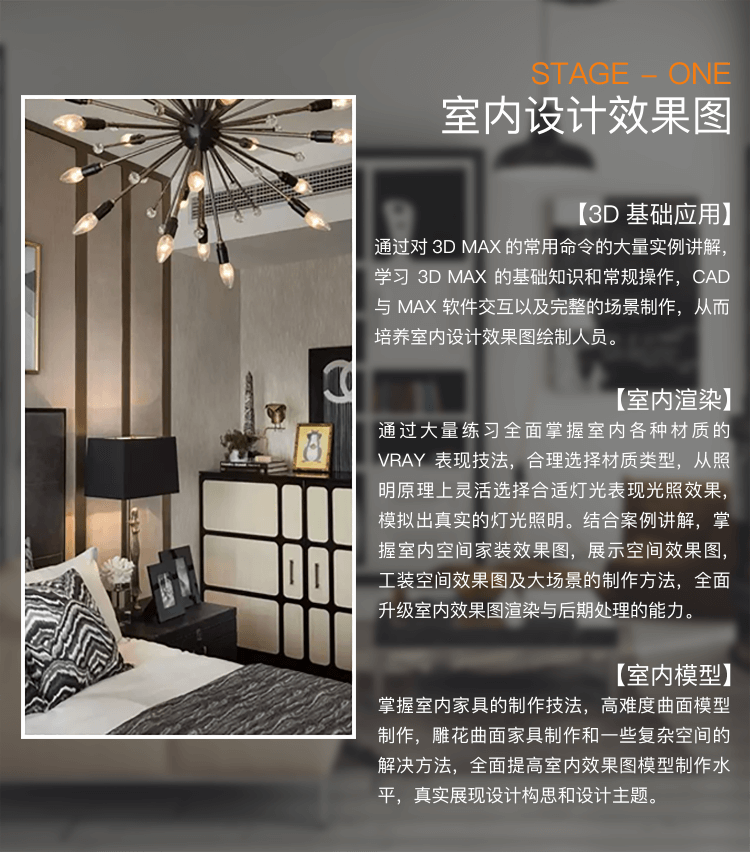 STAGE - ONE
室内设计效果图
【3D 基础应用】
通过对 3D MAX 的常用命令的大量实例讲解,
学习 3D MAX 的基础知识和常规操作，CAD
与 MAX 软件交互以及完整的场景制作，从而
培养室内设计效果图绘制人员。
【室内渲染】
通过大量练习全面掌握室内各种材质的
VRAY 表现技法，合理选择材质类型，从照
明原理上灵活选择合适灯光表现光照效果,
模拟出真实的灯光照明。结合案例讲解，掌
握室内空间家装效果图，展示空间效果图,
工装空间效果图及大场景的制作方法，全面
升级室内效果图渲染与后期处理的能力。
【室内模型】
掌握室内家具的制作技法，高难度曲面模型
制作，雕花曲面家具制作和一些复杂空间的
解决方法，全面提高室内效果图模型制作水
平，真实展现设计构思和设计主题。